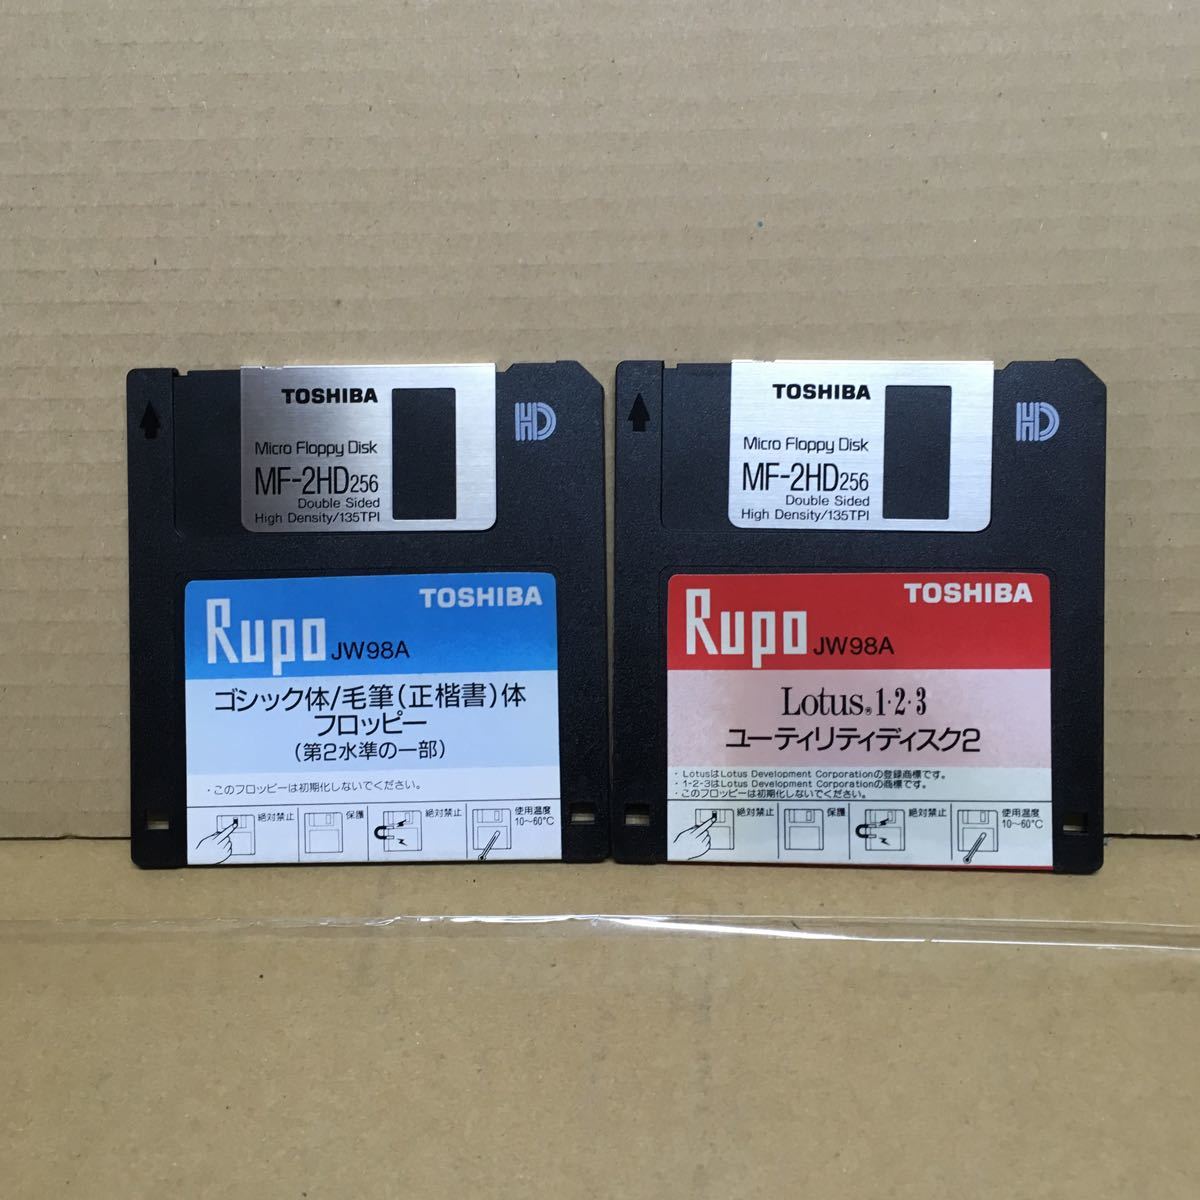 TOSHIBA
Micro Floppy Disk
MF-2HD256
Double Sided
High Density/135TPI
HD
TOSHIBA
Rupo JW98A
ゴシック体/毛筆(正楷書)体
フロッピー
(第2水準の一部)
・このフロッピーは初期化しないでください。
絶対禁止
保護
絶対禁止
使用温度
10~60℃
TOSHIBA
Micro Floppy Disk
MF-2HD256
Double Sided
High Density/135TPI
HD
TOSHIBA
Rupo JW98A
Lotus® 1・2・3
ユーティリティディスク2
・LotusはLotus Development Corporationの登録商標です。
・1-2-3はLotus Development Corporationの商標です。
・このフロッピーは初期化しないでください。
絶対禁止
保護
絶対禁止
使用温度
10~60℃